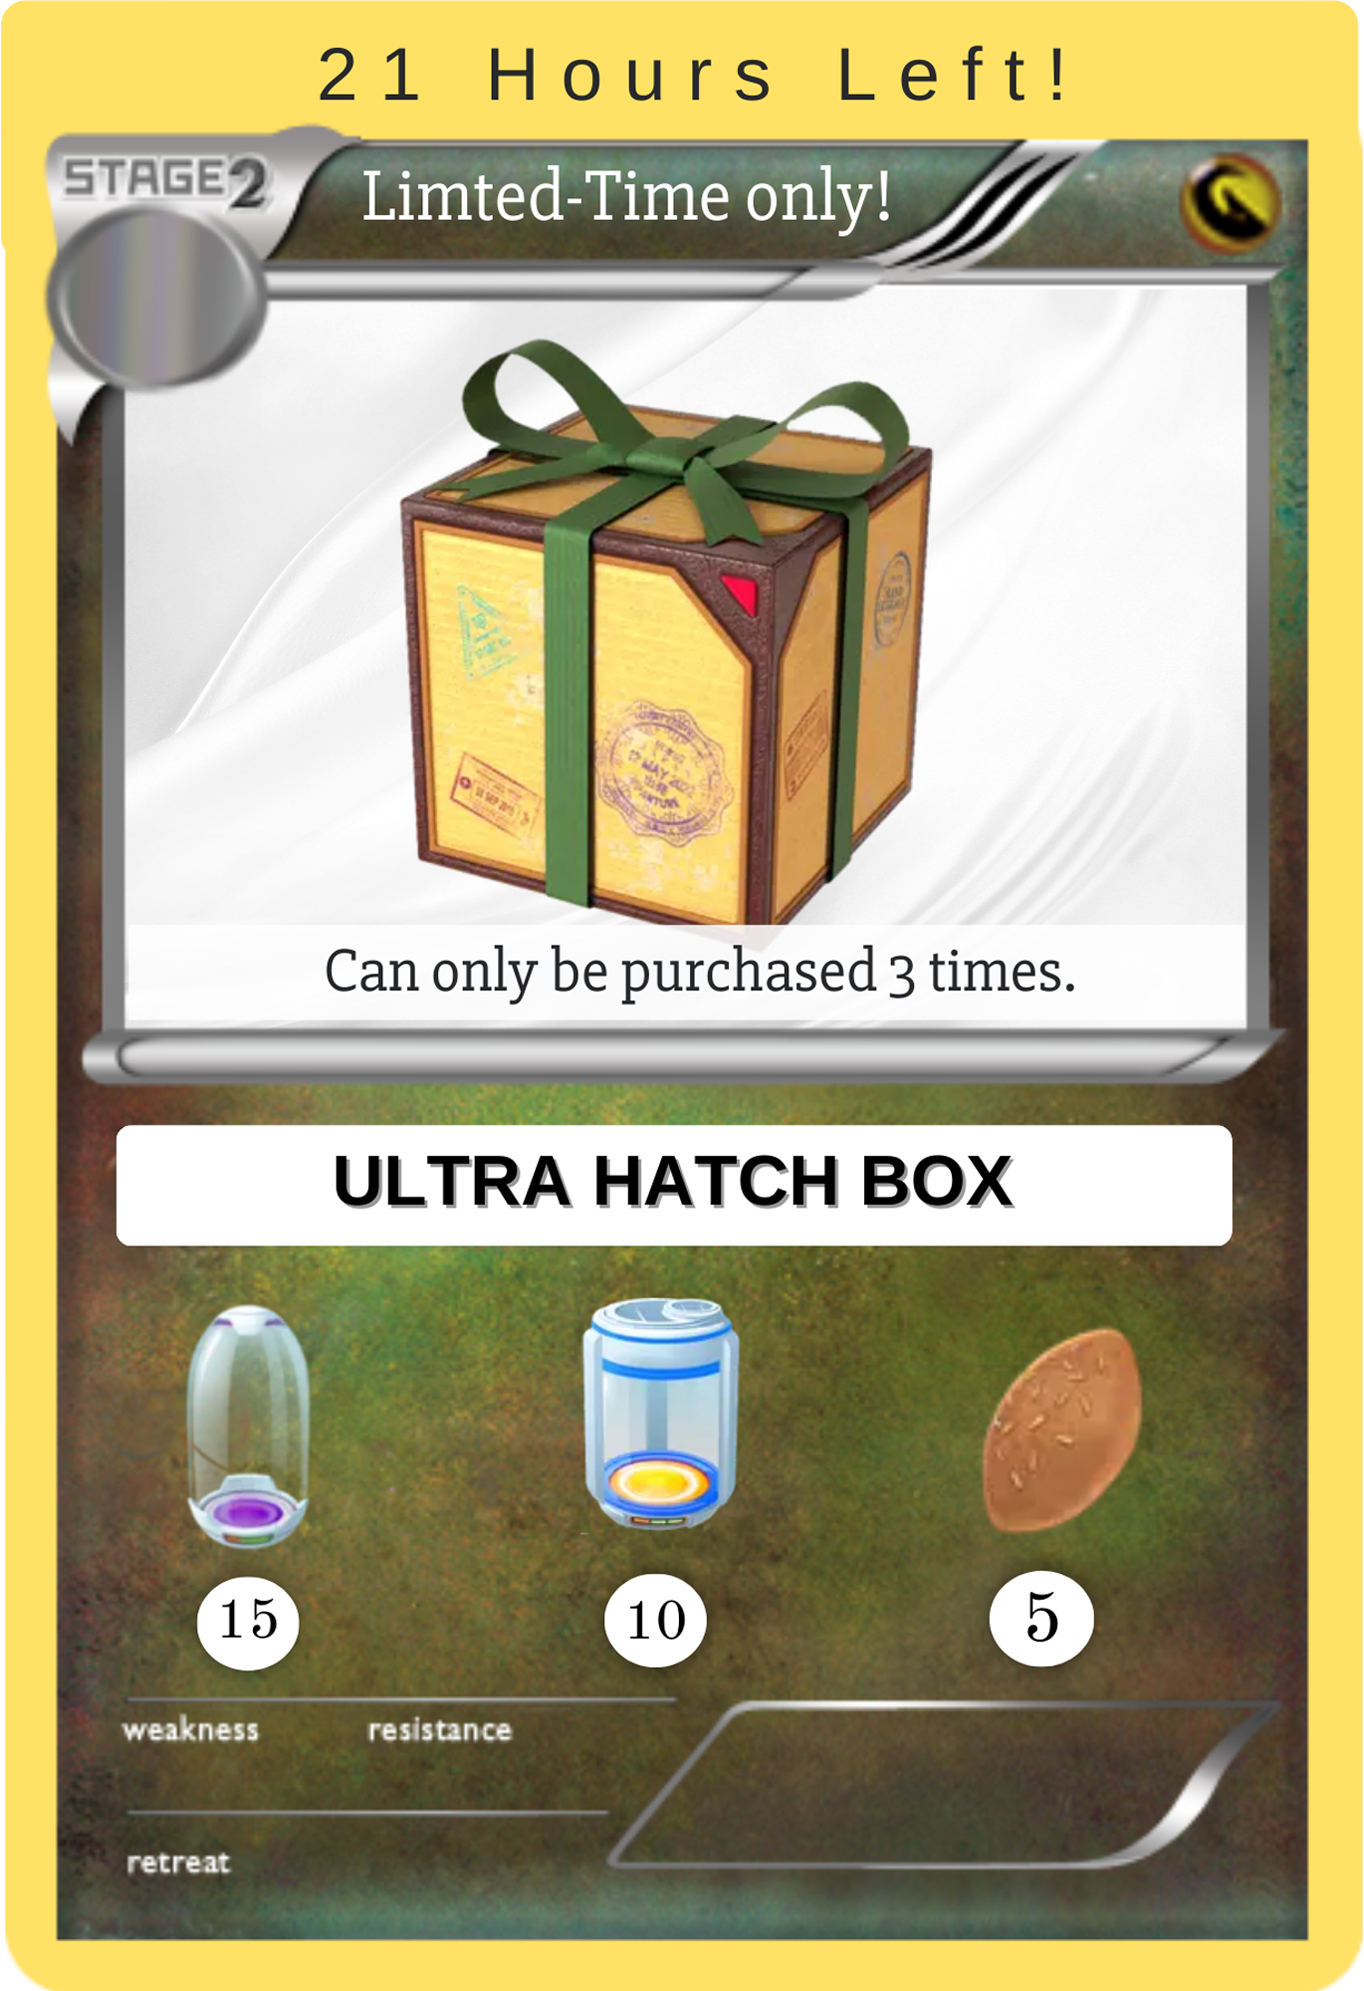 21 Hours Left!
STAGE2
Limted-Time only!
Can only be purchased 3 times.
ULTRA HATCH BOX
15
10
5
weakness resistance
retreat